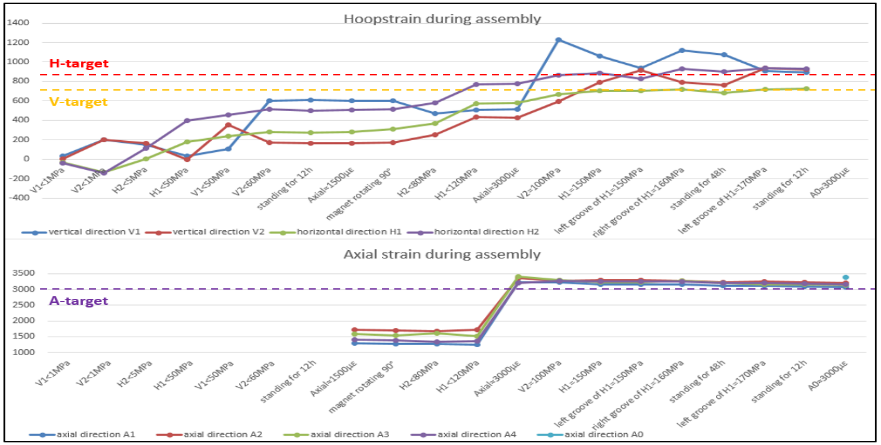 Hoopstrain during assembly
1400
1200
1000
H-target
800
V-target
600
400
200
0
-200
-400
V1<1MPa
V2<1MPa
H2<5MPa
H1<50MPa
V1<50MPa
V2<60MPa
standing for 12h
Axial=1500με
magnet rotating 90°
H2<80MPa
H1<120MPa
Axial=3000με
V2=100MPa
H1=150MPa
left groove of H1=150MPa
right groove of H1=160MPa
standing for 48h
left groove of H1=170MPa
standing for 12h
A0=3000με
vertical direction V1 vertical direction V2 horizontal direction H1 horizontal direction H2
Axial strain during assembly
3500
3000
A-target
2500
2000
1500
1000
V1<1MPa
V2<1MPa
H2<5MPa
H1<50MPa
V1<50MPa
V2<60MPa
standing for 12h
Axial=1500με
magnet rotating 90°
H2<80MPa
H1<120MPa
Axial=3000με
V2=100MPa
H1=150MPa
left groove of H1=150MPa
right groove of H1=160MPa
standing for 48h
left groove of H1=170MPa
standing for 12h
A0=3000με
axial direction A1 axial direction A2 axial direction A3 axial direction A4 axial direction A0